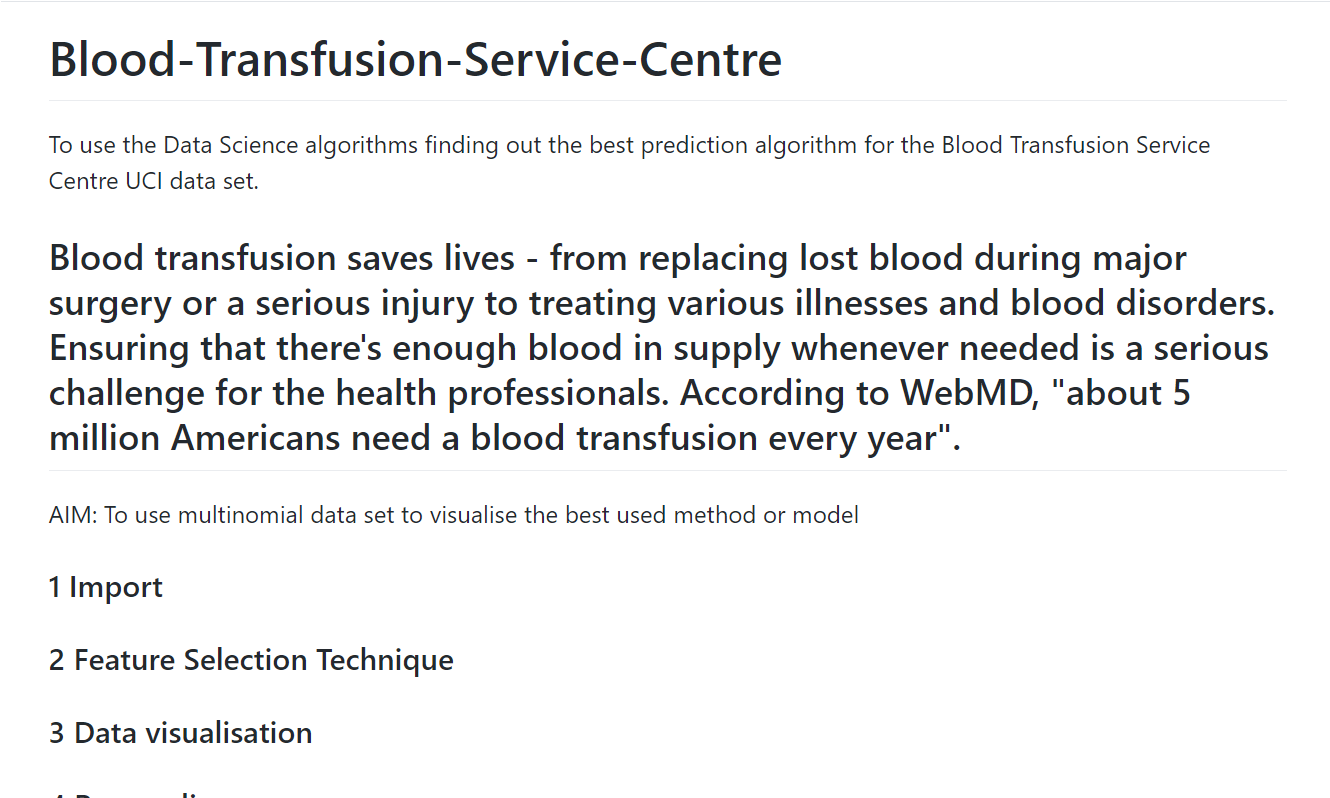 Blood-Transfusion-Service-Centre
To use the Data Science algorithms finding out the best prediction algorithm for the Blood Transfusion Service
Centre UCI data set.
Blood transfusion saves lives - from replacing lost blood during major
surgery or a serious injury to treating various illnesses and blood disorders.
Ensuring that there's enough blood in supply whenever needed is a serious
challenge for the health professionals. According to WebMD, "about 5
million Americans need a blood transfusion every year".
AIM: To use multinomial data set to visualise the best used method or model
1 Import
2 Feature Selection Technique
3 Data visualisation